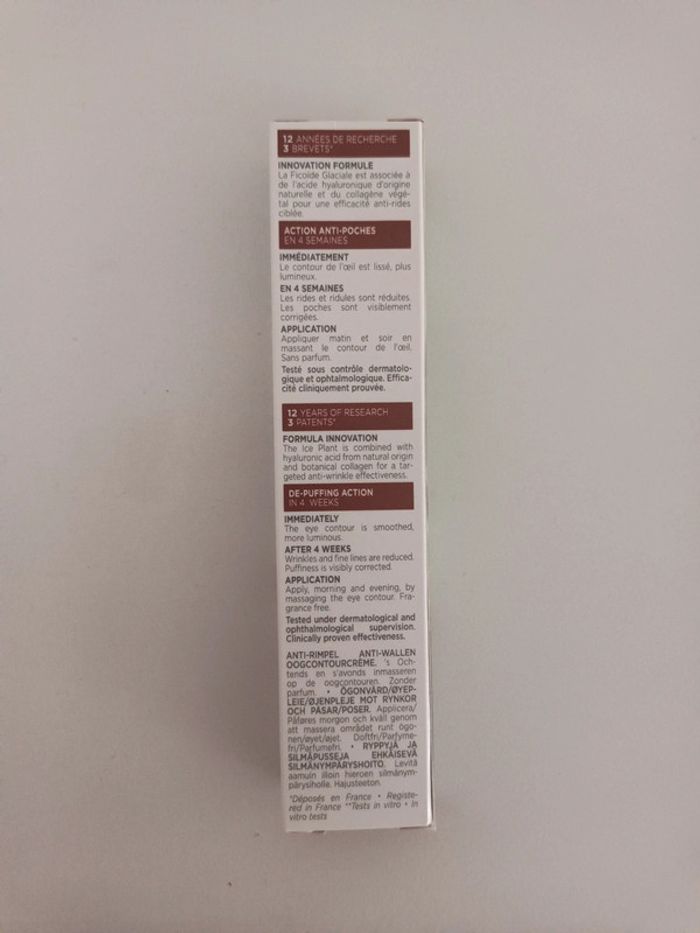 12 ANNÉES DE RECHERCHE
3 BREVETS*
INNOVATION FORMULE
La Ficoïde Glaciale est associée à
de l'acide hyaluronique d'origine
naturelle et du collagène végé-
tal pour une efficacité anti-rides
ciblée.
ACTION ANTI-POCHES
EN 4 SEMAINES
IMMÉDIATEMENT
Le contour de l'œil est lissé, plus
lumineux.
EN 4 SEMAINES
Les rides et ridules sont réduites.
Les poches sont visiblement
corrigées.
APPLICATION
Appliquer matin et soir en
massant le contour de l'œil.
Sans parfum.
Testé sous contrôle dermatolo-
gique et ophtalmologique. Effica-
cité cliniquement prouvée.
12 YEARS OF RESEARCH
3 PATENTS*
FORMULA INNOVATION
The Ice Plant is combined with
hyaluronic acid from natural origin
and botanical collagen for a tar-
geted anti-wrinkle effectiveness.
DE-PUFFING ACTION
IN 4 WEEKS
IMMEDIATELY
The eye contour is smoothed,
more luminous.
AFTER 4 WEEKS
Wrinkles and fine lines are reduced.
Puffiness is visibly corrected.
APPLICATION
Apply, morning and evening, by
massaging the eye contour. Fra-
grance free.
Tested under dermatological and
ophthalmological supervision.
Clinically proven effectiveness.
ANTI-RIMPEL ANTI-WALLEN
OOGCONTOURCRÈME. 's Och-
tends en s'avonds inmasseren
op de oogcontouren. Zonder
parfum. • ÖGONVÅRD/ØYEP-
LEIE/ØJENPLEJE MOT RYNKOR
OCH PÅSAR/POSER. Applicera/
Påføres morgon och kväll genom
att massera området runt ögo-
nen/øyet/øjet. Doftfri/Parfyme-
fri/Parfumefri. • RYPPYJÄ JA
SILMÄPUSSEJA EHKÄISEVÄ
SILMÄNYMPÄRYSHOITO. Levitä
aamuin illoin hieroen silmänym-
pärysiholle. Hajusteeton.
*Déposés en France • Registe-
red in France **Tests in vitro • In
vitro tests